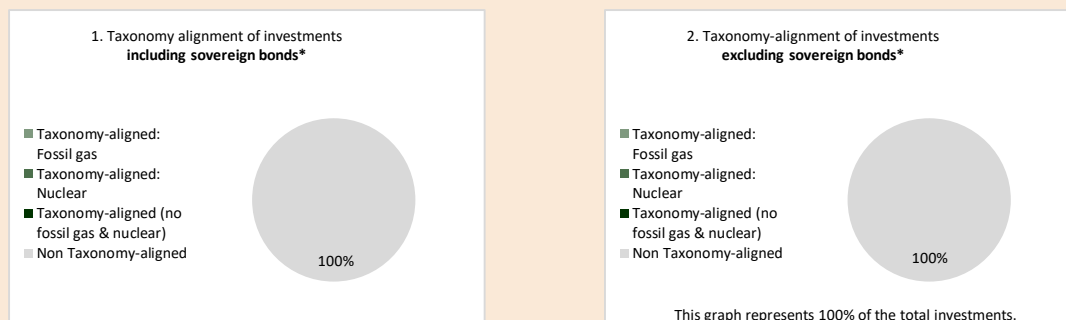 1. Taxonomy alignment of investments
including sovereign bonds*
Taxonomy-aligned:
Fossil gas
Taxonomy-aligned:
Nuclear
Taxonomy-aligned (no
fossil gas & nuclear)
Non Taxonomy-aligned
100%
2. Taxonomy-alignment of investments
excluding sovereign bonds*
Taxonomy-aligned:
Fossil gas
Taxonomy-aligned:
Nuclear
Taxonomy-aligned (no
fossil gas & nuclear)
Non Taxonomy-aligned
100%
This graph represents 100% of the total investments.